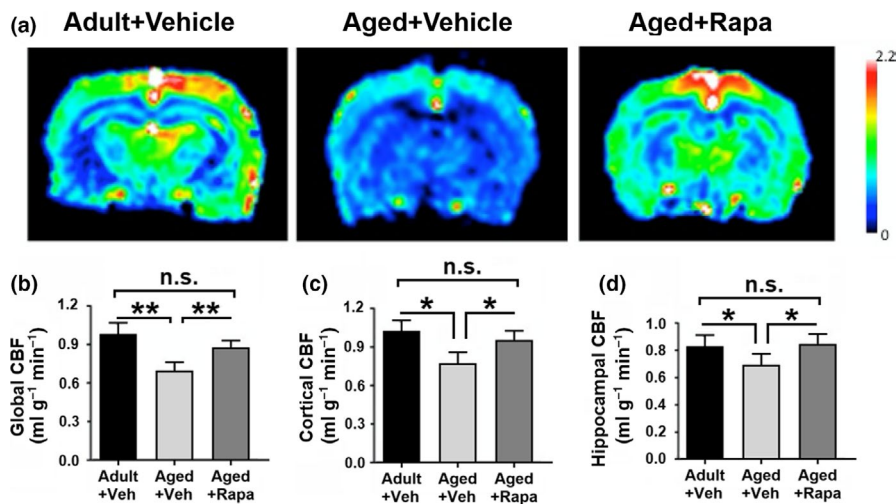 (a)
Adult+Vehicle Aged+Vehicle Aged+Rapa
2.2
0
(b)
n.s.
** **
Global CBF
(ml g⁻¹ min⁻¹)
1.2
0.9
0.6
0.3
0.0
Adult
+Veh
Aged
+Veh
Aged
+Rapa
(c)
n.s.
* *
Cortical CBF
(ml g⁻¹ min⁻¹)
1.2
0.9
0.6
0.3
0.0
Adult
+Veh
Aged
+Veh
Aged
+Rapa
(d)
n.s.
* *
Hippocampal CBF
(ml g⁻¹ min⁻¹)
1.0
0.8
0.6
0.4
0.2
0.0
Adult
+Veh
Aged
+Veh
Aged
+Rapa